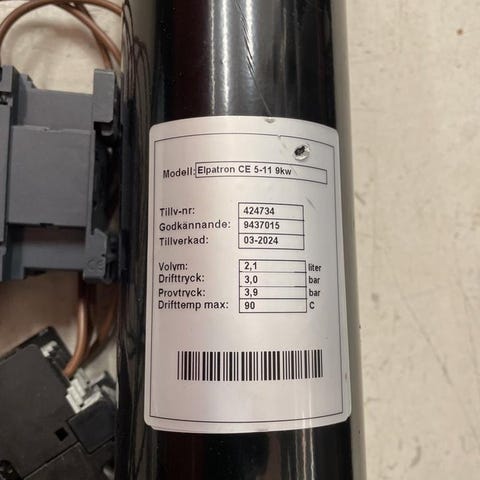 Modell: Elpatron CE 5-11 9kw
Tillv-nr: 424734
Godkännande: 9437015
Tillverkad: 03-2024
Volym: 2,1 liter
Drifttryck: 3,0 bar
Provtryck: 3,9 bar
Drifttemp max: 90 C